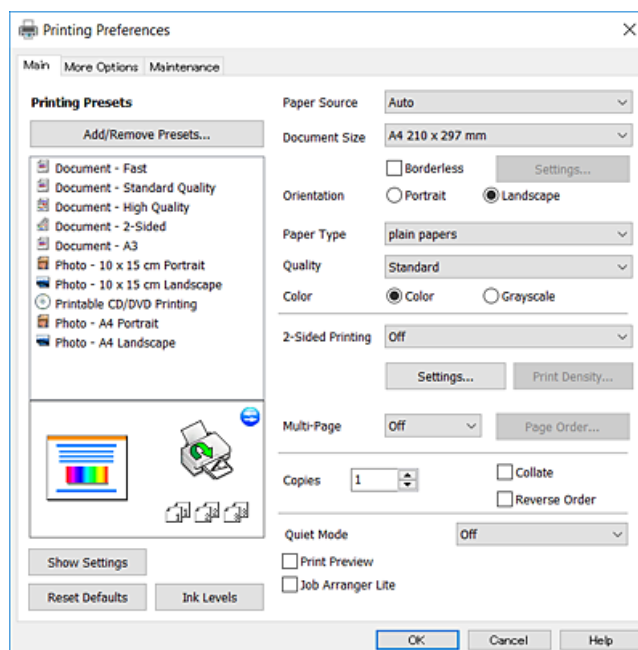 Printing Preferences
Main More Options Maintenance
Printing Presets
Add/Remove Presets...
Document - Fast
Document - Standard Quality
Document - High Quality
Document - 2-Sided
Document - A3
Photo - 10 x 15 cm Portrait
Photo - 10 x 15 cm Landscape
Printable CD/DVD Printing
Photo - A4 Portrait
Photo - A4 Landscape
Show Settings
Reset Defaults Ink Levels
Paper Source Auto
Document Size A4 210 x 297 mm
Borderless Settings...
Orientation Portrait Landscape
Paper Type plain papers
Quality Standard
Color Color Grayscale
2-Sided Printing Off
Settings... Print Density...
Multi-Page Off Page Order...
Copies 1 Collate
Reverse Order
Quiet Mode Off
Print Preview
Job Arranger Lite
OK Cancel Help